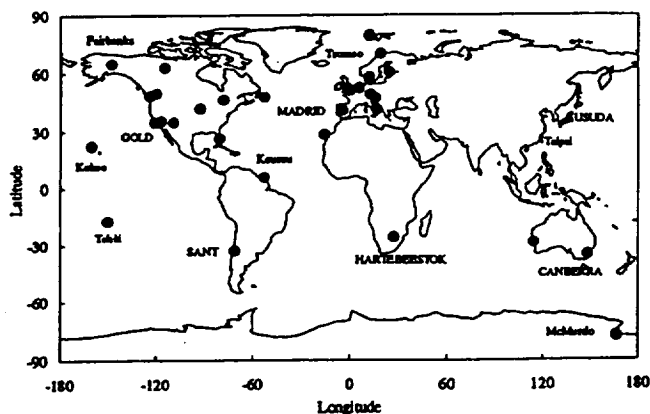 90
60
30
0
-30
-60
-90
Latitude
Fairbanks
Tromso
MADRID
USUDA
GOLD
Taipai
Kokee
Kourou
Tahiti
SANT
HARTEBEESTOK
CANBERRA
McMurdo
-180
-120
-60
0
60
120
180
Longitude